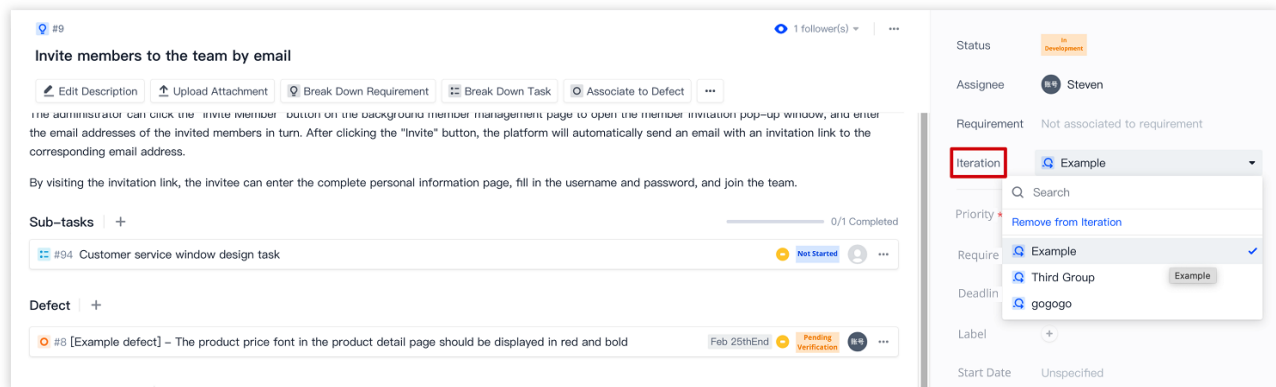 #9
1 follower(s)
Invite members to the team by email
Edit Description
Upload Attachment
Break Down Requirement
Break Down Task
Associate to Defect
The administrator can click the "Invite Member" button on the background member management page to open the member invitation pop-up window, and enter
the email addresses of the invited members in turn. After clicking the "Invite" button, the platform will automatically send an email with an invitation link to the
corresponding email address.
By visiting the invitation link, the invitee can enter the complete personal information page, fill in the username and password, and join the team.
Sub-tasks
0/1 Completed
#94 Customer service window design task
Not Started
Defect
#8 [Example defect] – The product price font in the product detail page should be displayed in red and bold
Feb 25thEnd
Pending
Verification
账号
Status
In
Development
Assignee
账号 Steven
Requirement Not associated to requirement
Iteration
Example
Search
Priority *
Remove from Iteration
Require
Example
Third Group
Example
Deadlin
gogogo
Label
Start Date Unspecified